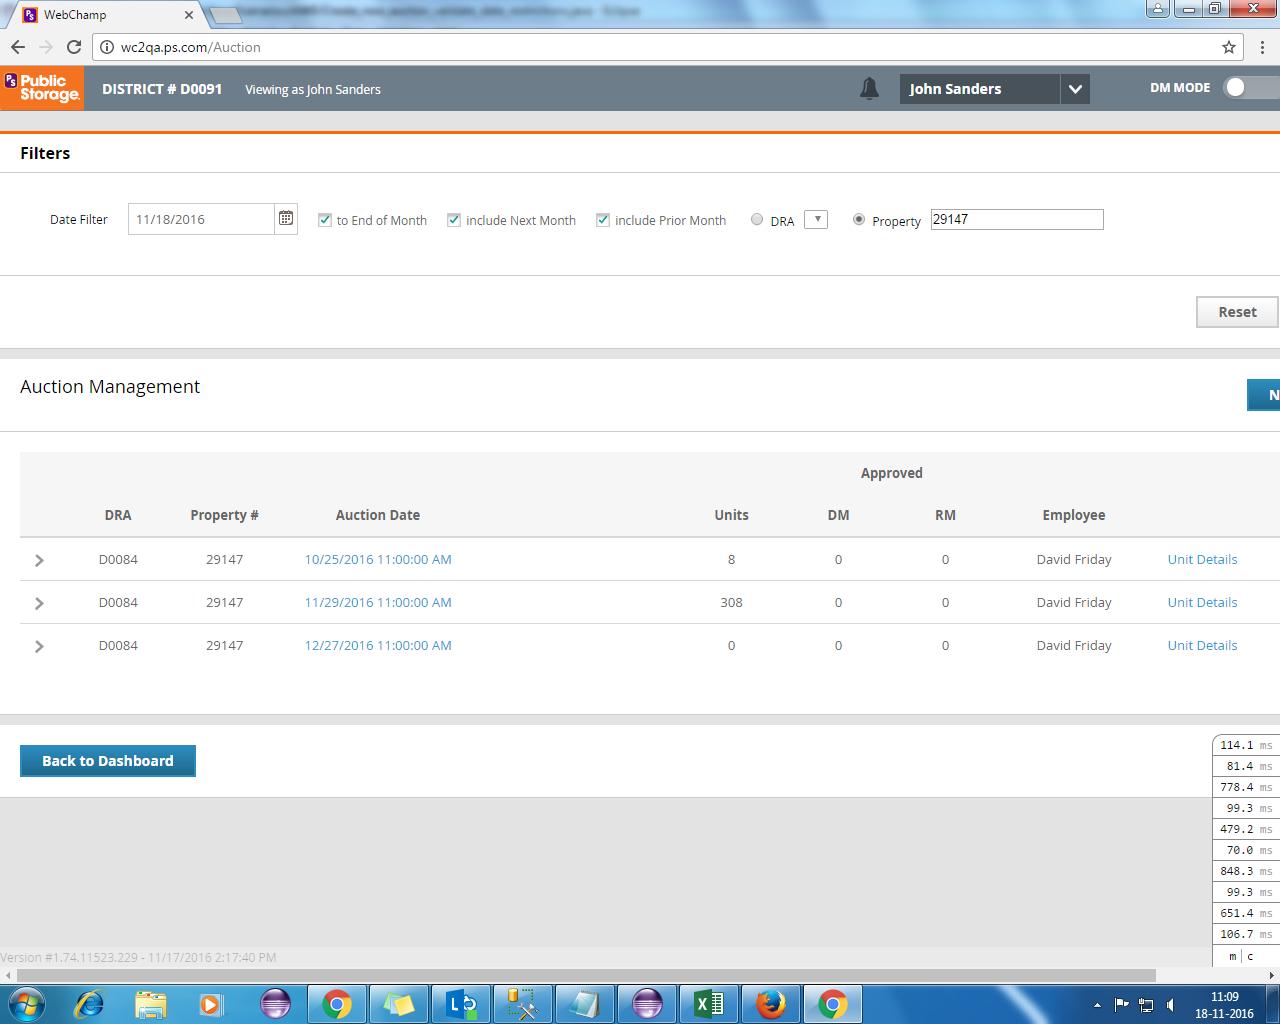 WebChamp
wc2qa.ps.com/Auction
PS Public Storage. DISTRICT # D0091 Viewing as John Sanders John Sanders DM MODE
Filters
Date Filter 11/18/2016 to End of Month include Next Month include Prior Month DRA Property 29147
Reset
Auction Management
N
Approved
DRA Property # Auction Date Units DM RM Employee
D0084 29147 10/25/2016 11:00:00 AM 8 0 0 David Friday Unit Details
D0084 29147 11/29/2016 11:00:00 AM 308 0 0 David Friday Unit Details
D0084 29147 12/27/2016 11:00:00 AM 0 0 0 David Friday Unit Details
Back to Dashboard
114.1 ms
81.4 ms
778.4 ms
99.3 ms
479.2 ms
70.0 ms
848.3 ms
99.3 ms
651.4 ms
106.7 ms
m | c
Version #1.74.11523.229 - 11/17/2016 2:17:40 PM
11:09
18-11-2016